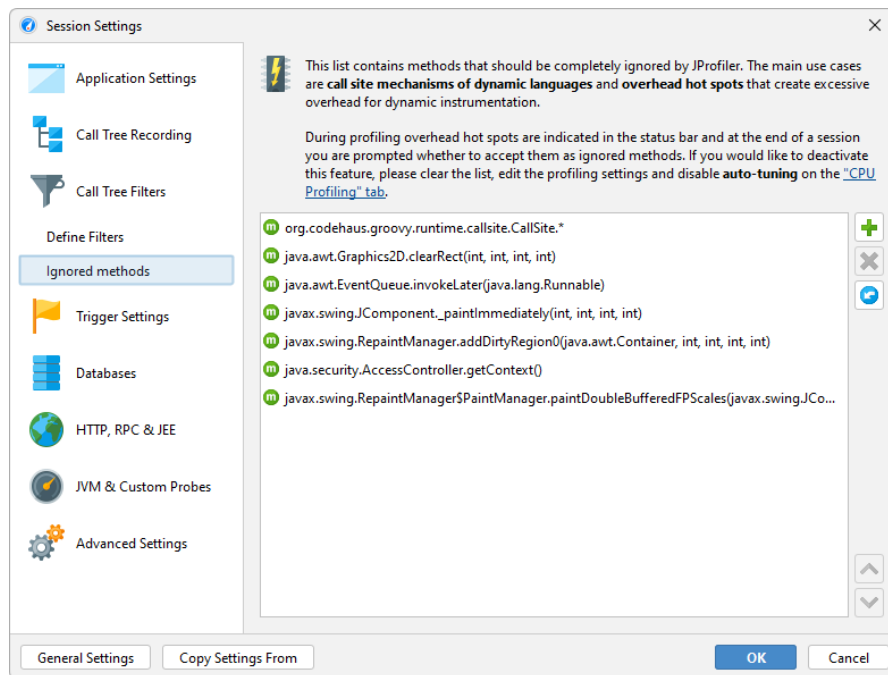 Session Settings
Application Settings
Call Tree Recording
Call Tree Filters
Define Filters
Ignored methods
Trigger Settings
Databases
HTTP, RPC & JEE
JVM & Custom Probes
Advanced Settings
This list contains methods that should be completely ignored by JProfiler. The main use cases
are call site mechanisms of dynamic languages and overhead hot spots that create excessive
overhead for dynamic instrumentation.
During profiling overhead hot spots are indicated in the status bar and at the end of a session
you are prompted whether to accept them as ignored methods. If you would like to deactivate
this feature, please clear the list, edit the profiling settings and disable auto-tuning on the "CPU
Profiling" tab.
m org.codehaus.groovy.runtime.callsite.CallSite.*
m java.awt.Graphics2D.clearRect(int, int, int, int)
m java.awt.EventQueue.invokeLater(java.lang.Runnable)
m javax.swing.JComponent._paintImmediately(int, int, int, int)
m javax.swing.RepaintManager.addDirtyRegion0(java.awt.Container, int, int, int, int)
m java.security.AccessController.getContext()
m javax.swing.RepaintManager$PaintManager.paintDoubleBufferedFPScales(javax.swing.JCo...
General Settings
Copy Settings From
OK
Cancel